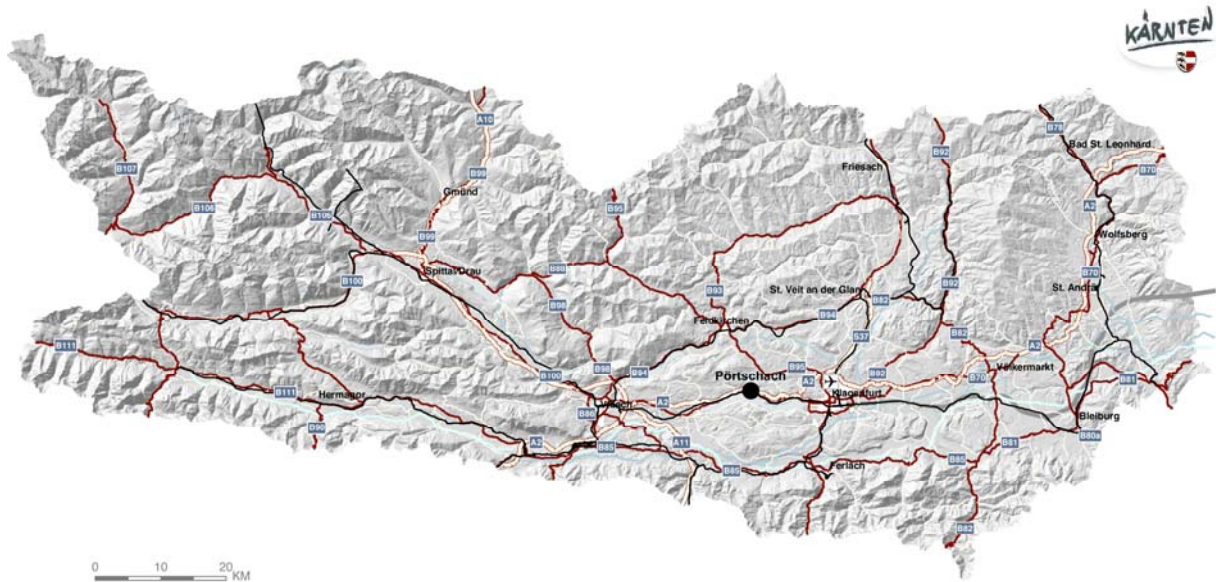 KÄRNTEN
A10
B78
Bad St. Leonhard
B107
B99
Friesach
B92
B70
Gmünd
B106
B106
B95
A2
B99
Wolfsberg
Spittal/Drau
B88
B70
B100
B98
B93
St. Veit an der Glan
B82
B92
St. Andrä
B94
Feldkirchen
S37
B82
A2
B111
B98
B94
B95
B92
Völkermarkt
B100
Pörtschach
A2
B70
B81
B111
Hermagor
B86
Villach
A2
Klagenfurt
Bleiburg
B90
A2
B85
A11
B81
B80a
B85
Ferlach
B85
B82
0 10 20
KM